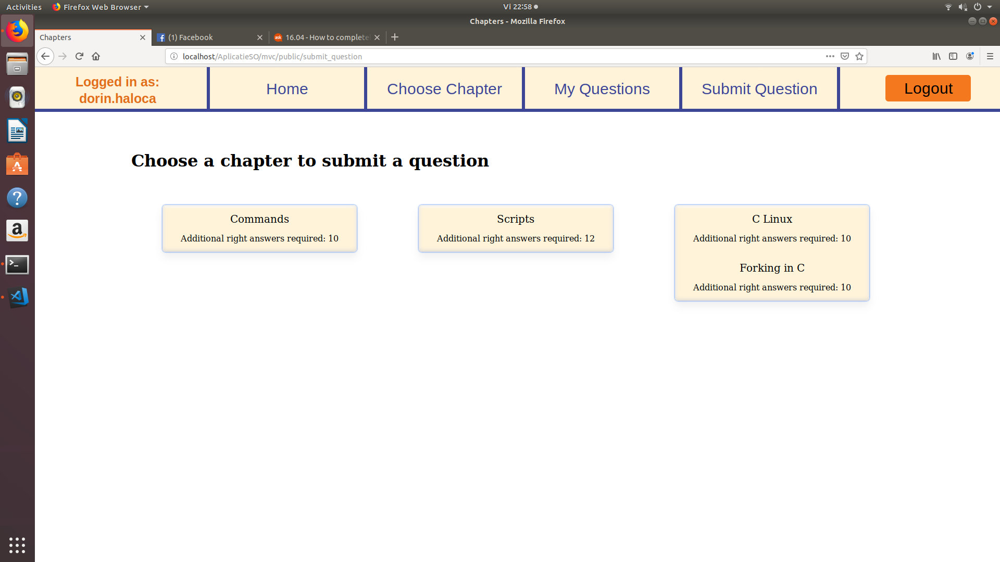 Activities
Firefox Web Browser
Vi 22:58
Chapters - Mozilla Firefox
Chapters
(1) Facebook
ask
16.04 - How to complete
localhost/AplicatieSO/mvc/public/submit_question
Logged in as:
dorin.haloca
Home
Choose Chapter
My Questions
Submit Question
Logout
Choose a chapter to submit a question
Commands
Additional right answers required: 10
Scripts
Additional right answers required: 12
C Linux
Additional right answers required: 10
Forking in C
Additional right answers required: 10